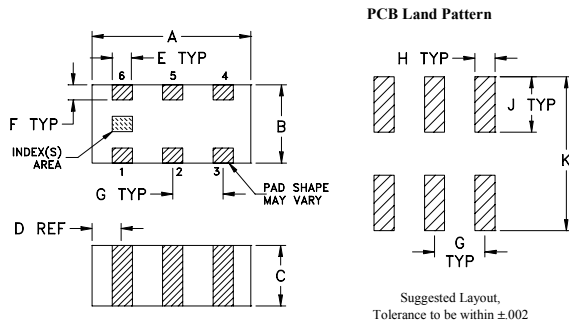 PCB Land Pattern
A
E TYP
6 5 4
F TYP
B
INDEX(S)
AREA
1 2 3
G TYP
PAD SHAPE
MAY VARY
D REF
C
H TYP
J TYP
K
G
TYP
Suggested Layout,
Tolerance to be within ±.002